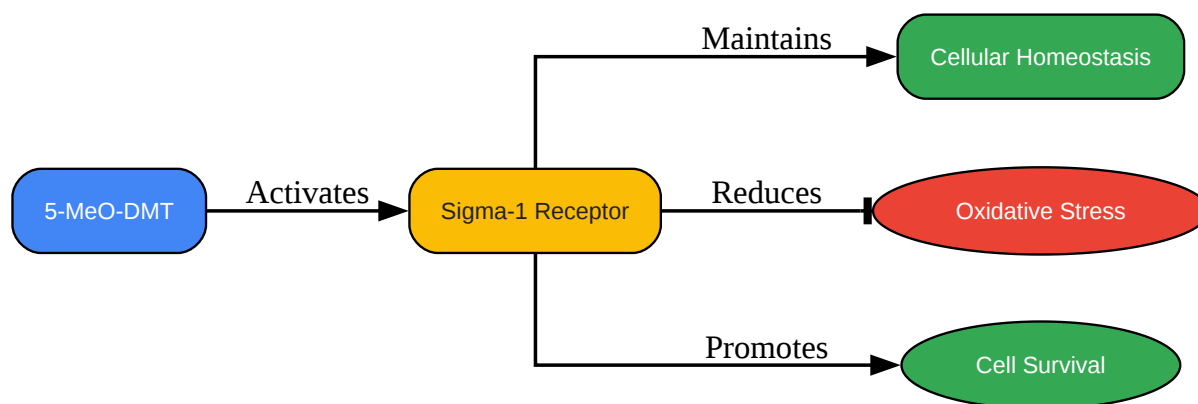 Maintains
Cellular Homeostasis
5-MeO-DMT
Activates
Sigma-1 Receptor
Reduces
Oxidative Stress
Promotes
Cell Survival